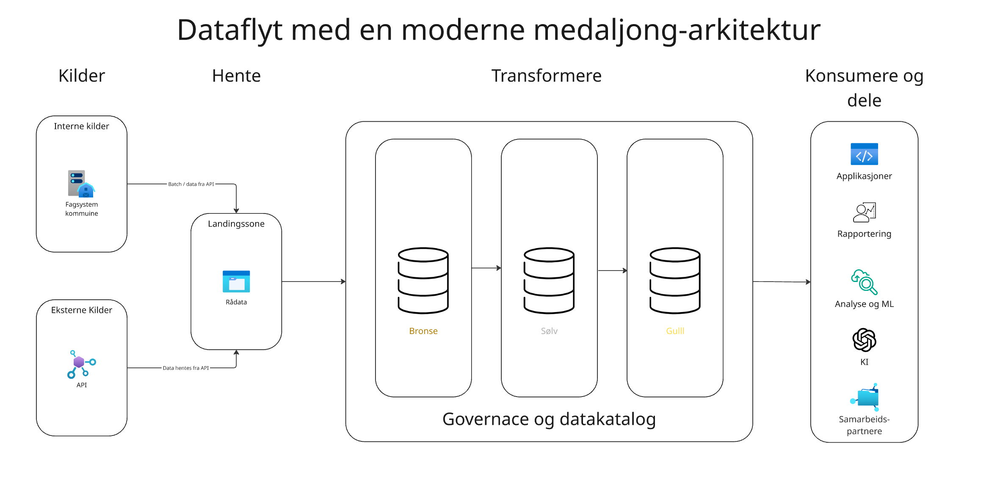 Dataflyt med en moderne medaljong-arkitektur
Kilder
Hente
Transformere
Konsumere og
dele
Interne kilder
Fagsystem
kommuine
Batch / data fra API
Eksterne Kilder
API
Data hentes fra API
Landingssone
Rådata
Bronse
Sølv
Gulll
Governace og datakatalog
Applikasjoner
Rapportering
Analyse og ML
KI
Samarbeids-
partnere